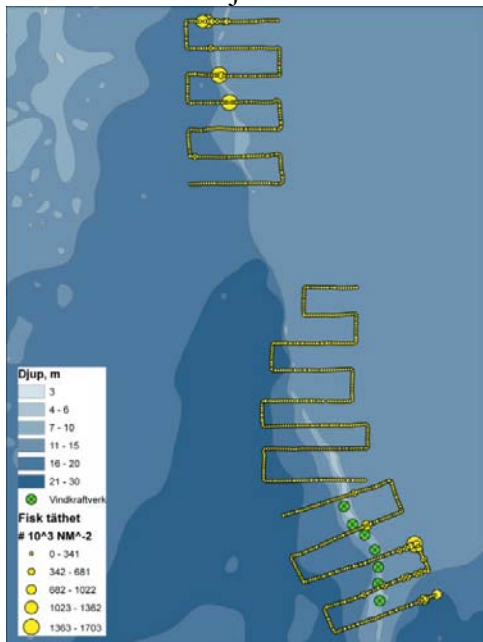 Djup, m
3
4 - 6
7 - 10
11 - 15
16 - 20
21 - 30
Vindkraftverk
Fisk täthet
# 10^3 NM^-2
0 - 341
342 - 681
682 - 1022
1023 - 1362
1363 - 1703